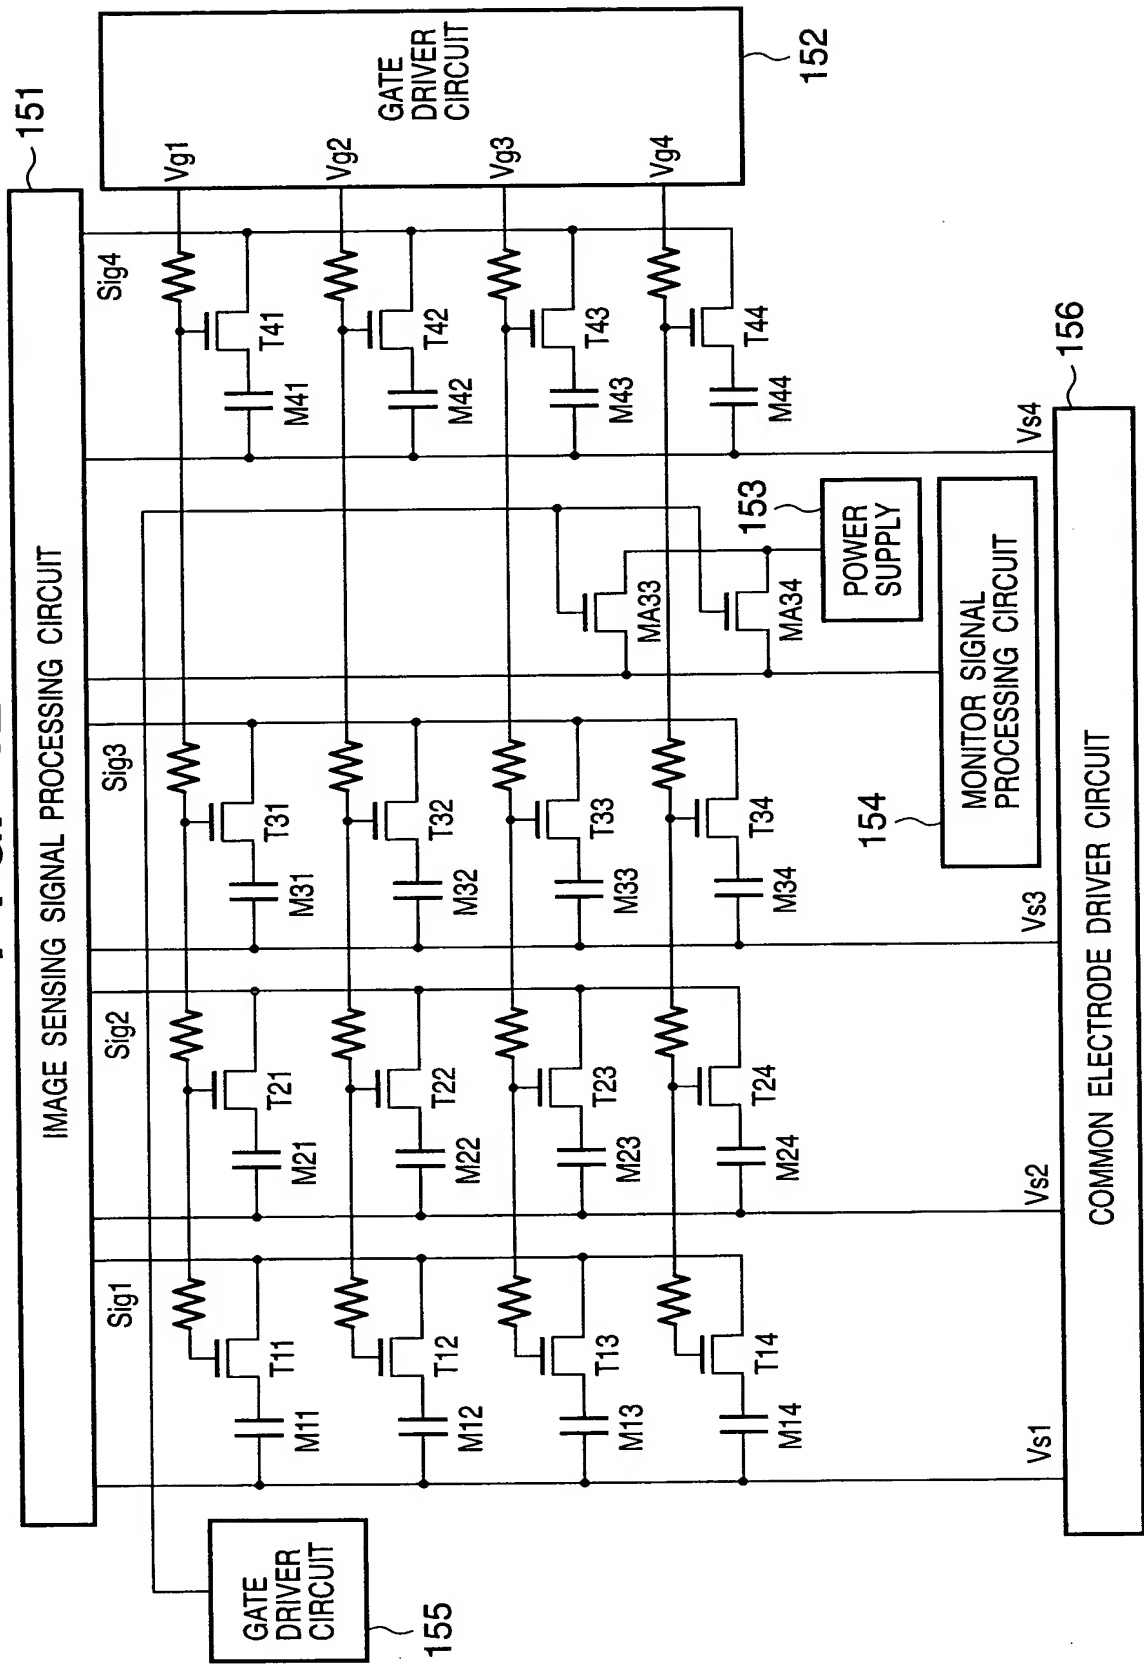 151
IMAGE SENSING SIGNAL PROCESSING CIRCUIT
GATE
DRIVER
CIRCUIT
152
Vg1
Vg2
Vg3
Vg4
Sig1
Sig2
Sig3
Sig4
T11
T21
T31
T41
M11
M21
M31
M41
T12
T22
T32
T42
M12
M22
M32
M42
T13
T23
T33
T43
M13
M23
M33
M43
T14
T24
T34
T44
M14
M24
M34
M44
MA33
MA34
153
POWER
SUPPLY
154
MONITOR SIGNAL
PROCESSING CIRCUIT
GATE
DRIVER
CIRCUIT
155
Vs1
Vs2
Vs3
Vs4
156
COMMON ELECTRODE DRIVER CIRCUIT